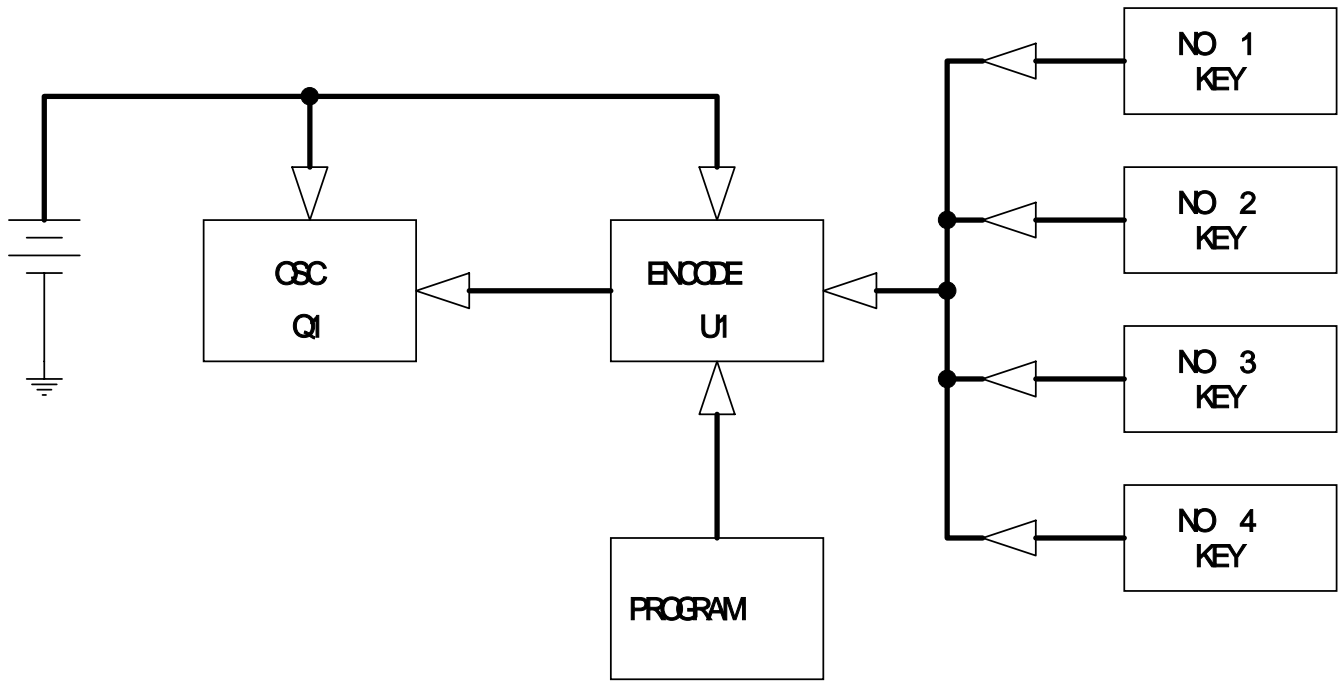 NO 1
KEY
NO 2
KEY
OSC
Q1
ENCODE
U1
NO 3
KEY
NO 4
KEY
PROGRAM